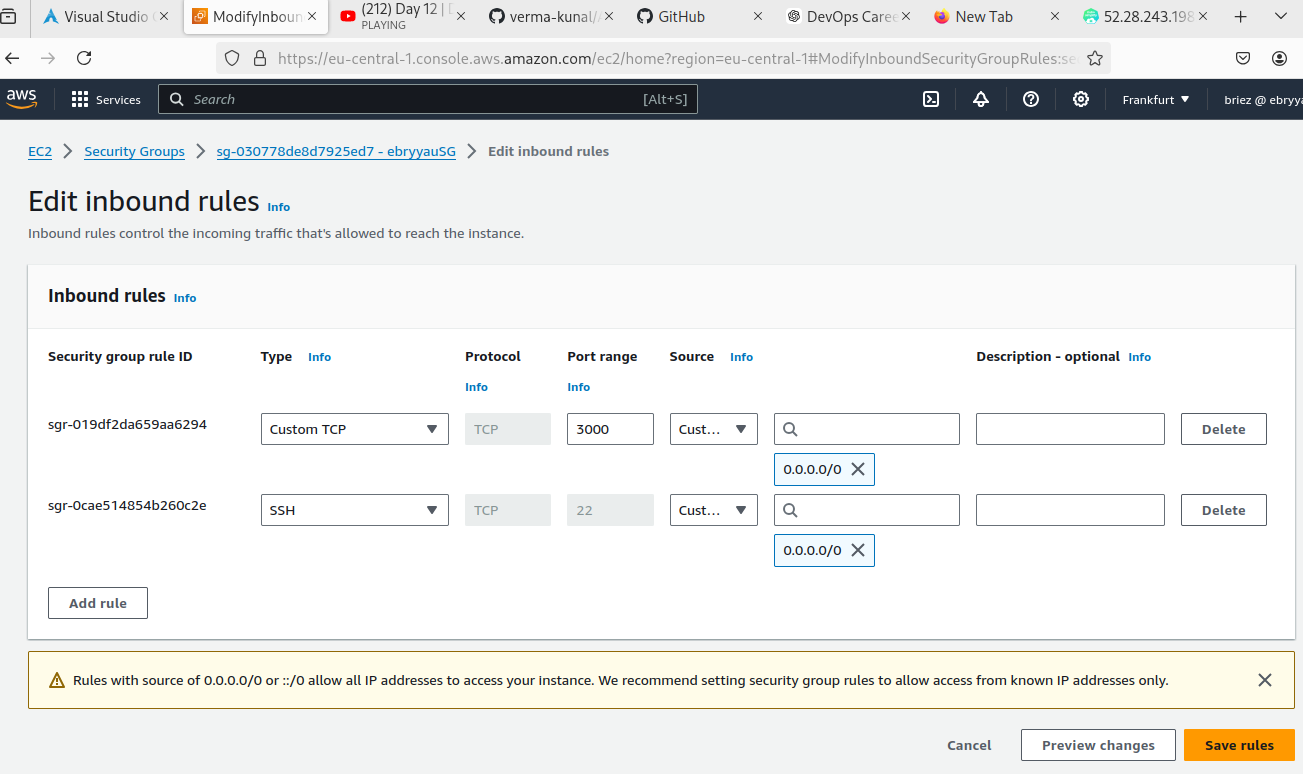 Visual Studio
ModifyInboun
(212) Day 12 |
PLAYING
verma-kunal/
GitHub
DevOps Caree
New Tab
52.28.243.198
https://eu-central-1.console.aws.amazon.com/ec2/home?region=eu-central-1#ModifyInboundSecurityGroupRules:se
aws
Services
Search
[Alt+S]
Frankfurt
briez @ ebryya
EC2
Security Groups
sg-030778de8d7925ed7 - ebryyauSG
Edit inbound rules
Edit inbound rules Info
Inbound rules control the incoming traffic that's allowed to reach the instance.
Inbound rules Info
Security group rule ID
Type Info
Protocol
Info
Port range
Info
Source Info
Description - optional Info
sgr-019df2da659aa6294
Custom TCP
TCP
3000
Cust...
0.0.0.0/0
Delete
sgr-0cae514854b260c2e
SSH
TCP
22
Cust...
0.0.0.0/0
Delete
Add rule
Rules with source of 0.0.0.0/0 or ::/0 allow all IP addresses to access your instance. We recommend setting security group rules to allow access from known IP addresses only.
Cancel
Preview changes
Save rules